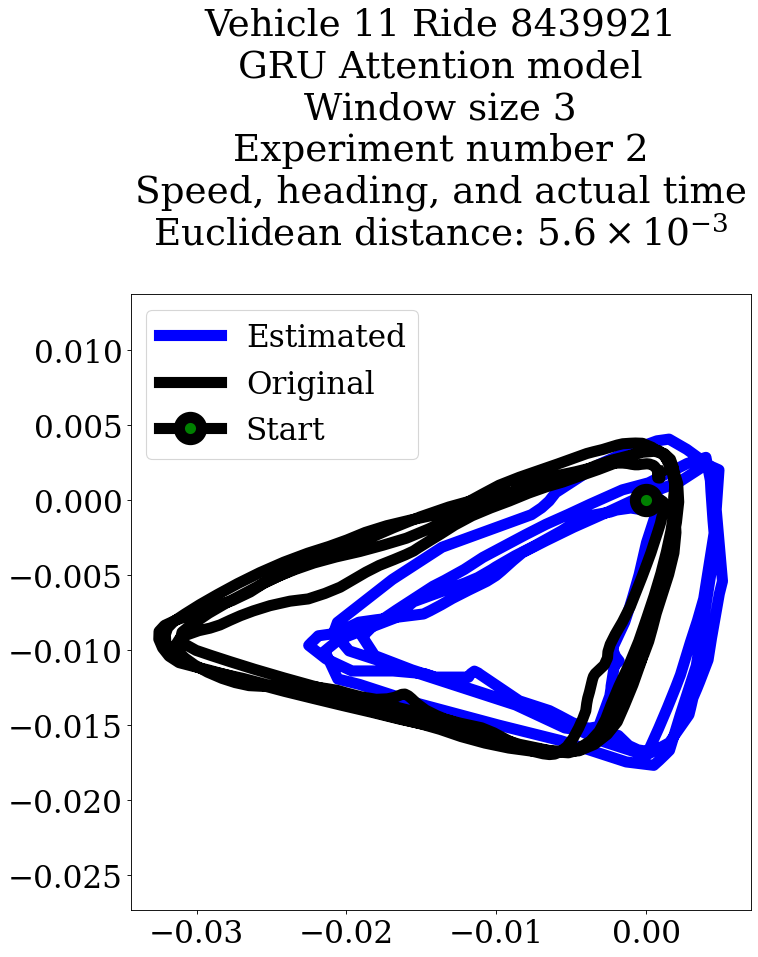 Vehicle 11 Ride 8439921
GRU Attention model
Window size 3
Experiment number 2
Speed, heading, and actual time
Euclidean distance: 5.6 × 10⁻³
Estimated
Original
Start
0.010
0.005
0.000
−0.005
−0.010
−0.015
−0.020
−0.025
−0.03 −0.02 −0.01 0.00